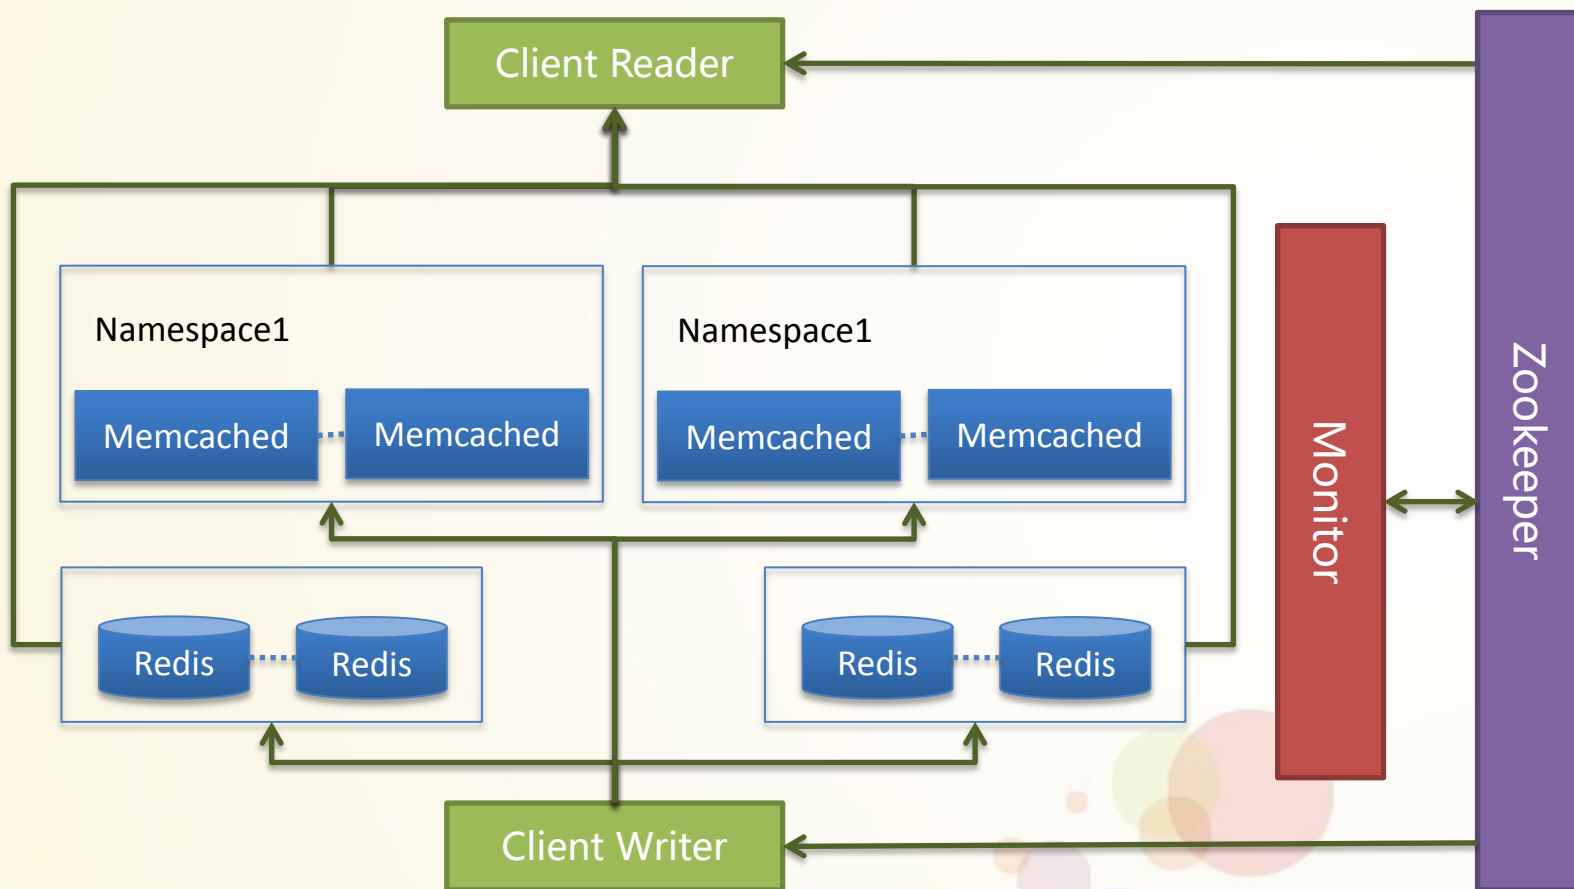 Client Reader
Namespace1
Namespace1
Memcached
Memcached
Memcached
Memcached
Redis
Redis
Redis
Redis
Client Writer
Monitor
Zookeeper